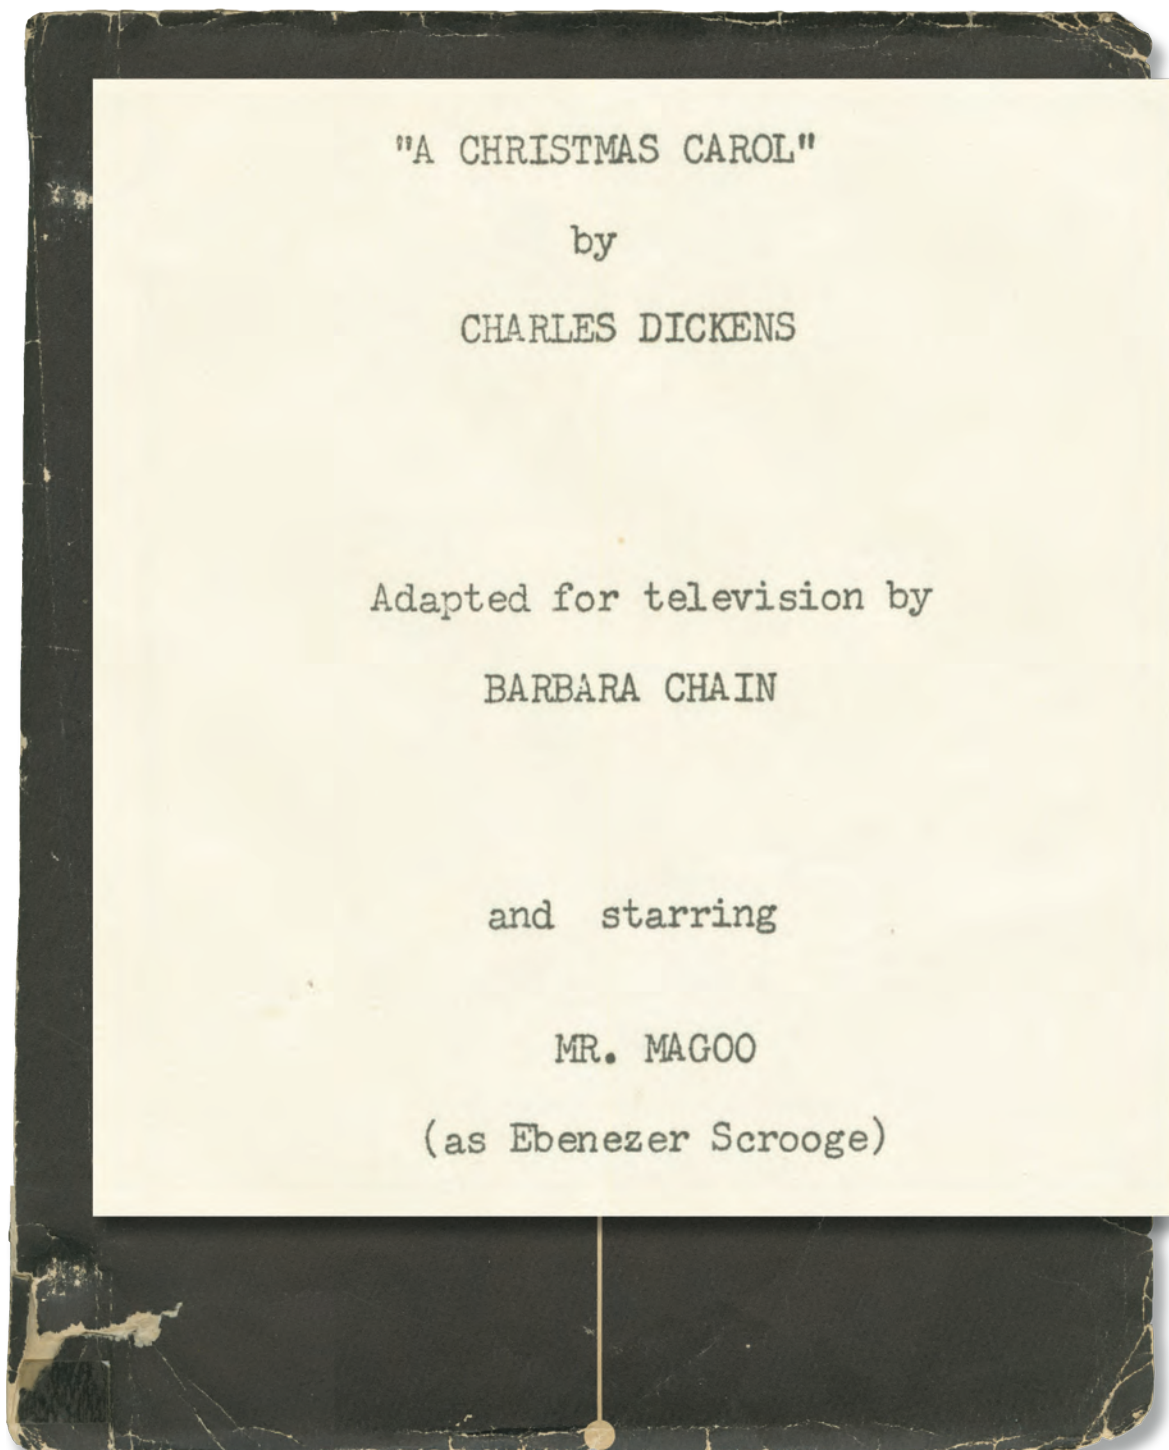 "A CHRISTMAS CAROL"
by
CHARLES DICKENS
Adapted for television by
BARBARA CHAIN
and starring
MR. MAGOO
(as Ebenezer Scrooge)